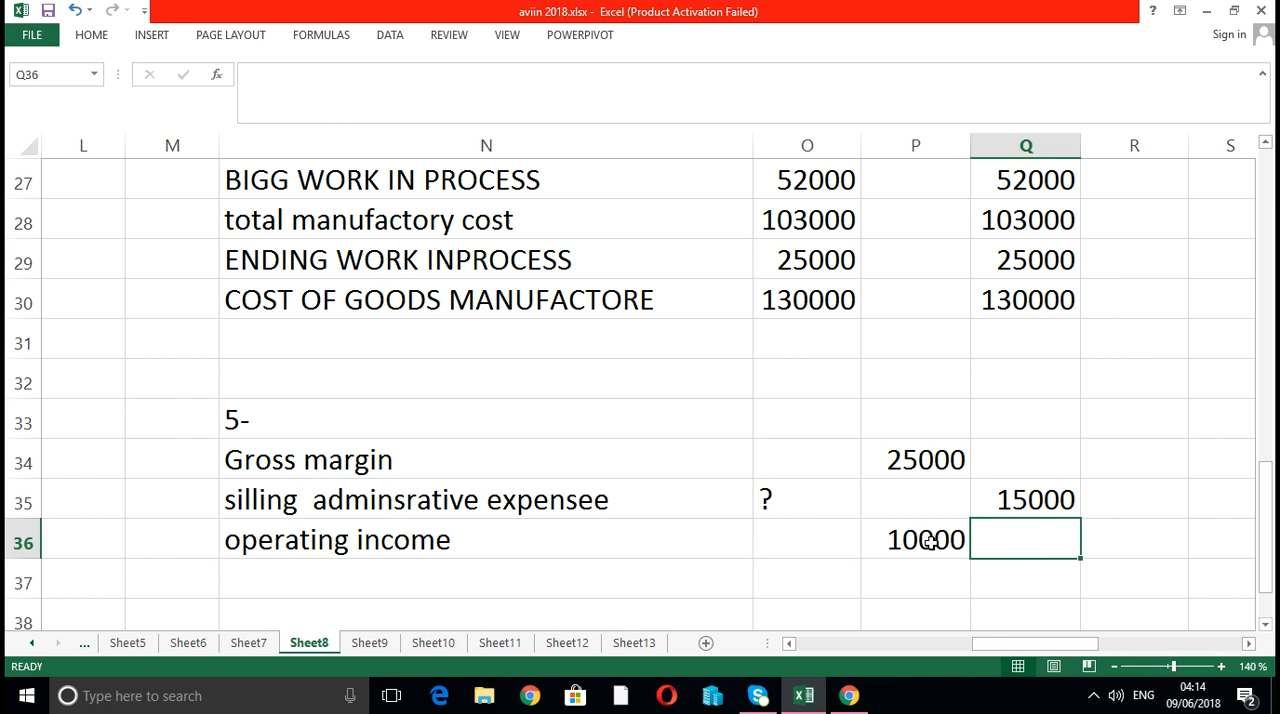 aviin 2018.xlsx - Excel (Product Activation Failed)
?
FILE HOME INSERT PAGE LAYOUT FORMULAS DATA REVIEW VIEW POWERPIVOT Sign in
Q36 fx
L M N O P Q R S
27 BIGG WORK IN PROCESS 52000 52000
28 total manufactory cost 103000 103000
29 ENDING WORK INPROCESS 25000 25000
30 COST OF GOODS MANUFACTORE 130000 130000
31
32
33 5-
34 Gross margin 25000
35 silling adminsrative expensee ? 15000
36 operating income 10000
37
38
... Sheet5 Sheet6 Sheet7 Sheet8 Sheet9 Sheet10 Sheet11 Sheet12 Sheet13
READY 140 %
Type here to search ENG 04:14
09/06/2018 2